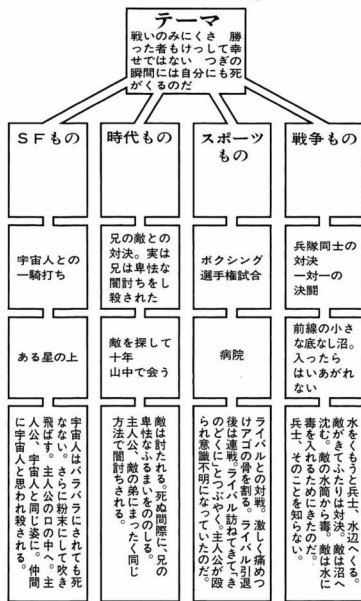 テーマ
戦いのみにくさ　勝
った者もけっして幸
せではない　つぎの
瞬間には自分にも死
がくるのだ
ＳＦもの
宇宙人との
一騎打ち
ある星の上
宇宙人はバラバラにされても死
なない。さらに粉末にして吹き
飛ばす。主人公の口の中へ。主
人公、宇宙人と同じ姿に。仲間
に宇宙人と思われ殺される。
時代もの
兄の敵との
対決。実は
兄は卑怯な
闇討ちをし
殺された
敵を探して
十年
山中で会う
敵は討たれる。死ぬ間際に、兄の
卑怯なふるまいをののしる。
主人公、敵の弟にまったく同じ
方法で闇討ちされる。
スポーツ
もの
ボクシング
選手権試合
病院
ライバルとの対戦。激しく痛めつ
けアゴの骨を割る。ライバル引退
後は連戦。ライバル訪ねてきて、〝き
のどくに〟とつぶやく。主人公が殴
られ意識不明になっていたのだ。
戦争もの
兵隊同士の
対決
一対一の
決闘
前線の小さ
な底なし沼。
入ったら
はいあがれ
ない
水をくもうと兵士、水辺へくる。
敵がきてふたりは対決。敵は沼へ
沈む。敵の水筒から毒。敵は水に
毒を入れるためにきたのだ。
兵士、そのことを知らない。